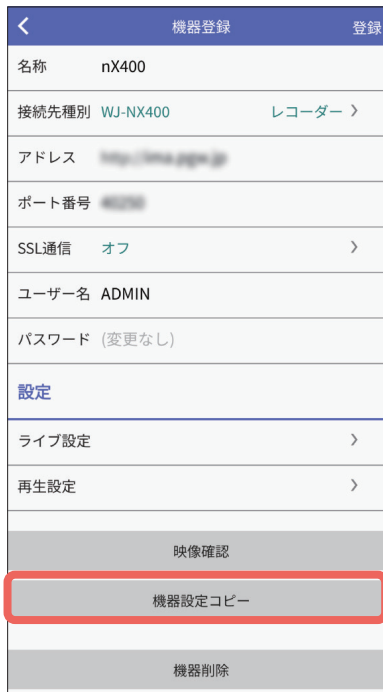 機器登録 登録
名称 nX400
接続先種別 WJ-NX400 レコーダー
アドレス
ポート番号
SSL通信 オフ
ユーザー名 ADMIN
パスワード (変更なし)
設定
ライブ設定
再生設定
映像確認
機器設定コピー
機器削除